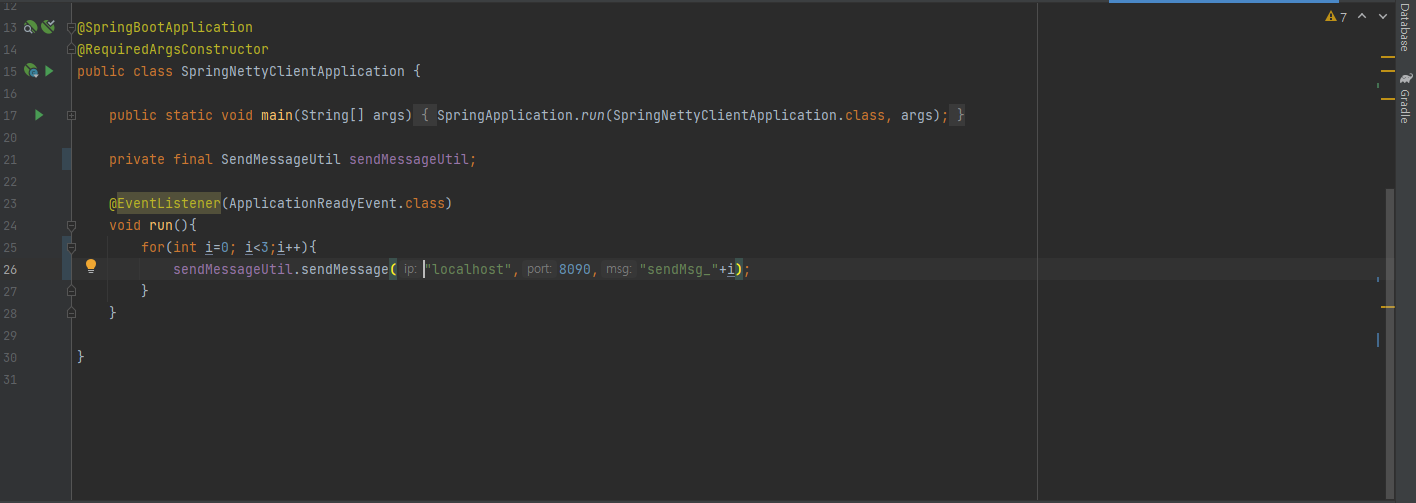 12
13 @SpringBootApplication
14 @RequiredArgsConstructor
15 public class SpringNettyClientApplication {
16
17 public static void main(String[] args) { SpringApplication.run(SpringNettyClientApplication.class, args); }
20
21 private final SendMessageUtil sendMessageUtil;
22
23 @EventListener(ApplicationReadyEvent.class)
24 void run(){
25 for(int i=0; i<3;i++){
26 sendMessageUtil.sendMessage( ip: "localhost", port: 8090, msg: "sendMsg_"+i);
27 }
28 }
29
30 }
31
7
Database
Gradle